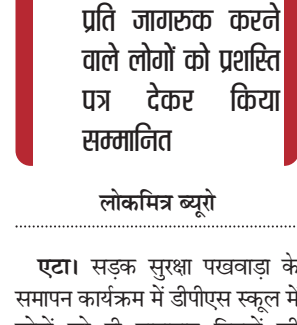 प्रति जागरुक करने
वाले लोगों को प्रशस्ति
पत्र देकर किया
सम्मानित
लोकमित्र ब्यूरो
एटा। सड़क सुरक्षा पखवाड़ा के
समापन कार्यक्रम में डीपीएस स्कूल में